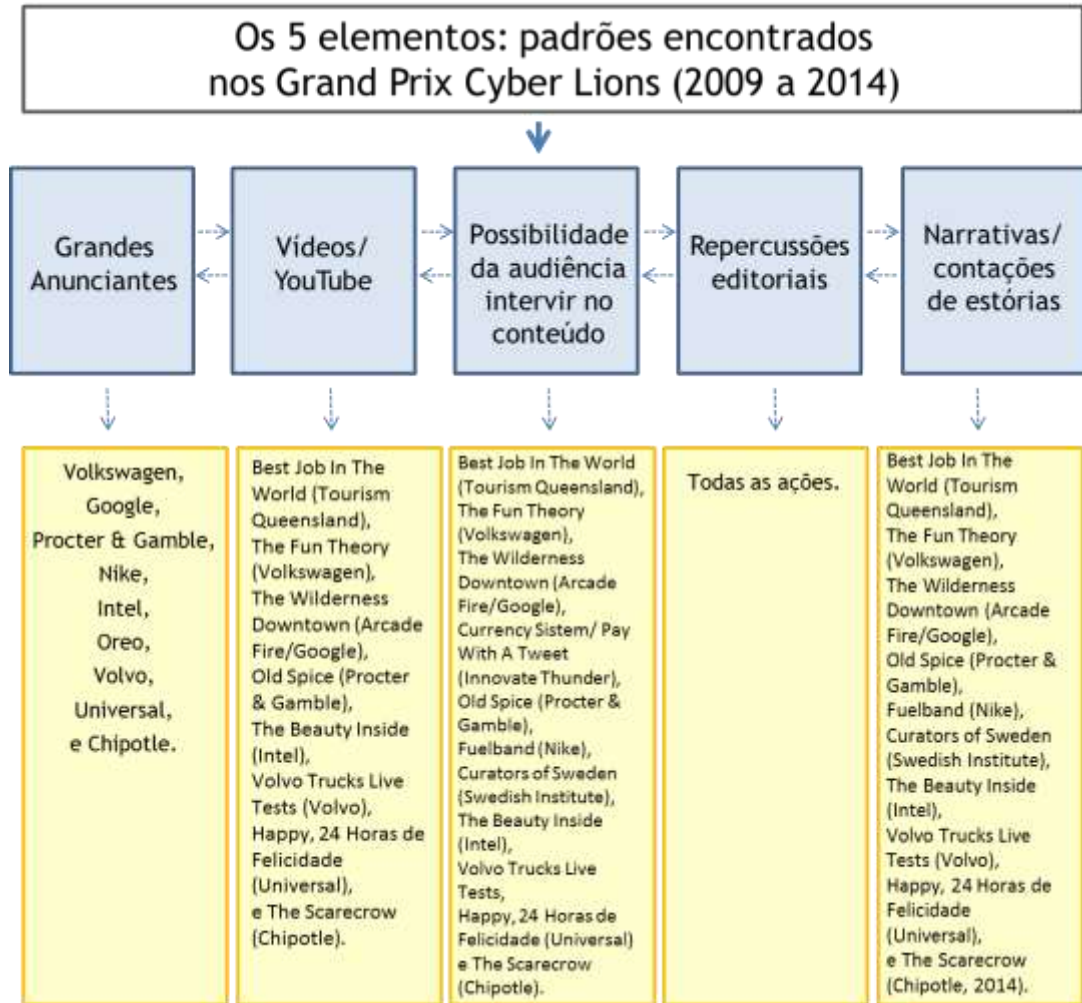 Os 5 elementos: padrões encontrados
nos Grand Prix Cyber Lions (2009 a 2014)
Grandes
Anunciantes
Vídeos/
YouTube
Possibilidade
da audiência
intervir no
conteúdo
Repercussões
editoriais
Narrativas/
contações
de estórias
Volkswagen,
Google,
Procter & Gamble,
Nike,
Intel,
Oreo,
Volvo,
Universal,
e Chipotle.
Best Job In The
World (Tourism
Queensland),
The Fun Theory
(Volkswagen),
The Wilderness
Downtown (Arcade
Fire/Google),
Old Spice (Procter
& Gamble),
The Beauty Inside
(Intel),
Volvo Trucks Live
Tests (Volvo),
Happy, 24 Horas de
Felicidade
(Universal),
e The Scarecrow
(Chipotle).
Best Job In The World
(Tourism Queensland),
The Fun Theory
(Volkswagen),
The Wilderness
Downtown (Arcade
Fire/Google),
Currency Sistem/ Pay
With A Tweet
(Innovate Thunder),
Old Spice (Procter &
Gamble),
Fuelband (Nike),
Curators of Sweden
(Swedish Institute),
The Beauty Inside
(Intel),
Volvo Trucks Live
Tests,
Happy, 24 Horas de
Felicidade (Universal)
e The Scarecrow
(Chipotle).
Todas as ações.
Best Job In The
World (Tourism
Queensland),
The Fun Theory
(Volkswagen),
The Wilderness
Downtown (Arcade
Fire/Google),
Old Spice (Procter &
Gamble),
Fuelband (Nike),
Curators of Sweden
(Swedish Institute),
The Beauty Inside
(Intel),
Volvo Trucks Live
Tests (Volvo),
Happy, 24 Horas de
Felicidade
(Universal),
e The Scarecrow
(Chipotle, 2014).